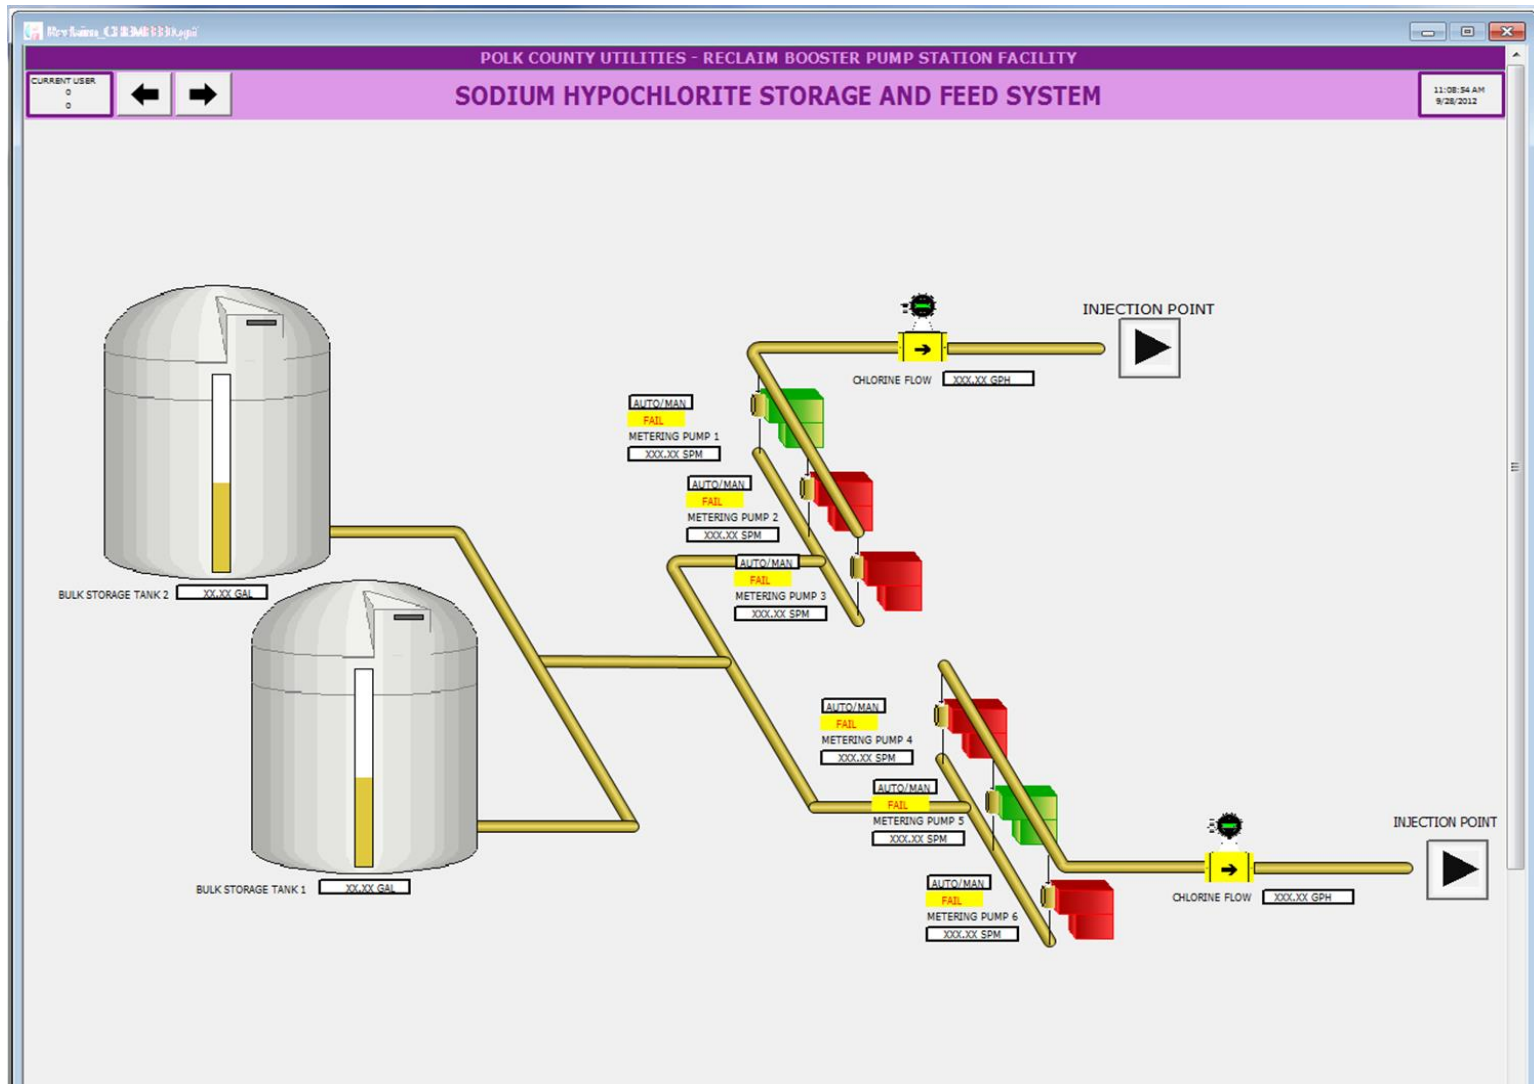 POLK COUNTY UTILITIES - RECLAIM BOOSTER PUMP STATION FACILITY
CURRENT USER
0
0
SODIUM HYPOCHLORITE STORAGE AND FEED SYSTEM
11:08:54 AM
9/28/2012
INJECTION POINT
CHLORINE FLOW XXX.XX GPH
AUTO/MAN
FAIL
METERING PUMP 1
XXX.XX SPM
AUTO/MAN
FAIL
METERING PUMP 2
XXX.XX SPM
AUTO/MAN
FAIL
METERING PUMP 3
XXX.XX SPM
BULK STORAGE TANK 2 XX.XX GAL
AUTO/MAN
FAIL
METERING PUMP 4
XXX.XX SPM
AUTO/MAN
FAIL
METERING PUMP 5
XXX.XX SPM
INJECTION POINT
BULK STORAGE TANK 1 XX.XX GAL
AUTO/MAN
FAIL
METERING PUMP 6
XXX.XX SPM
CHLORINE FLOW XXX.XX GPH